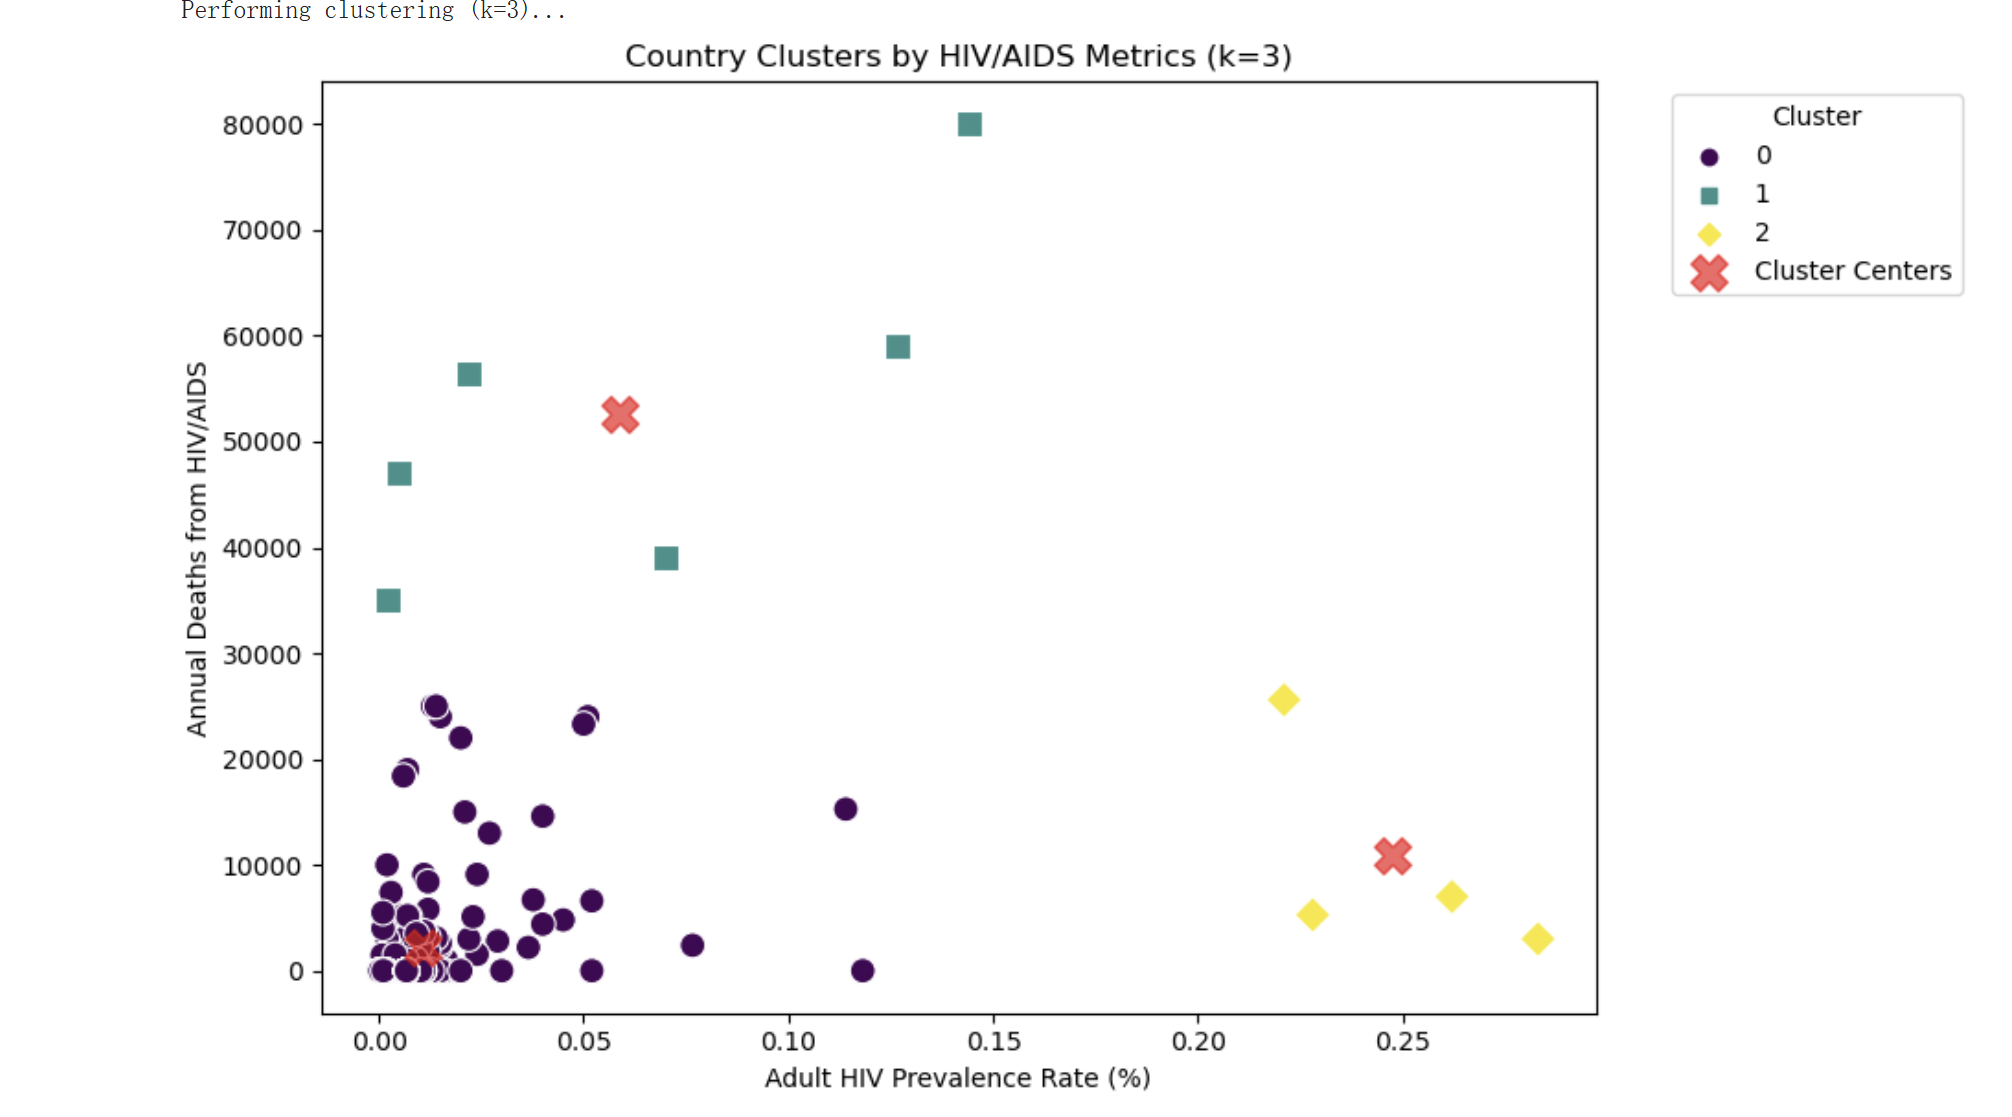 Performing clustering (k=3)...
Country Clusters by HIV/AIDS Metrics (k=3)
Cluster
0
1
2
Cluster Centers
80000
70000
60000
50000
40000
30000
20000
10000
0
Annual Deaths from HIV/AIDS
0.00 0.05 0.10 0.15 0.20 0.25
Adult HIV Prevalence Rate (%)